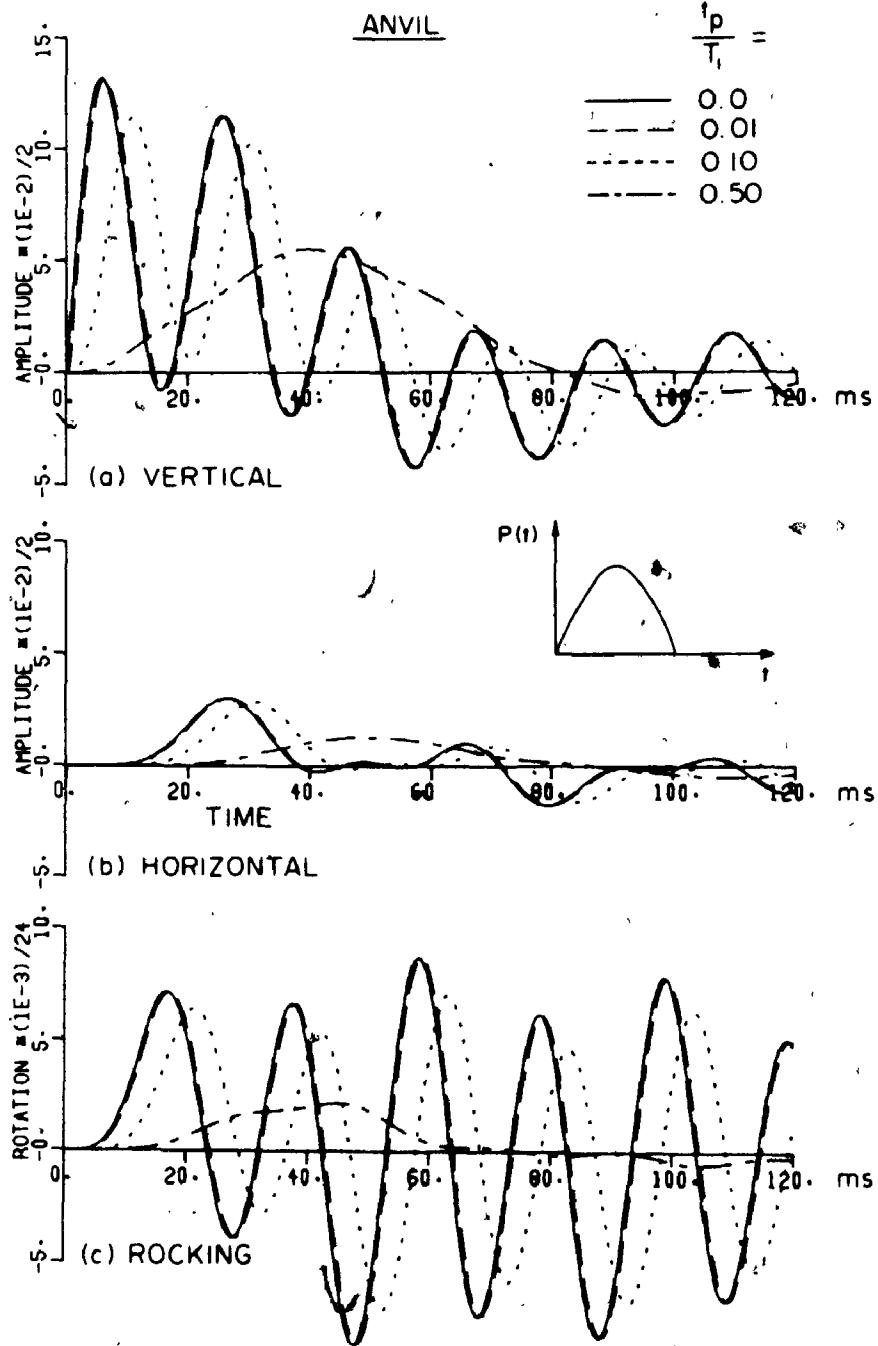 ANVIL
tp/T₁ =
0.0
0.01
0.10
0.50
15.
10.
5.
-0.
-5.
AMPLITUDE *(1E-2)/2
0. 20. 40. 60. 80. 100. 120. ms
(a) VERTICAL
10.
5.
-0.
-5.
AMPLITUDE *(1E-2)/2
P(t)
t
0. 20. 40. 60. 80. 100. 120. ms
TIME
(b) HORIZONTAL
10.
5.
-0.
-5.
ROTATION *(1E-3)/24
0. 20. 40. 60. 80. 100. 120. ms
(c) ROCKING